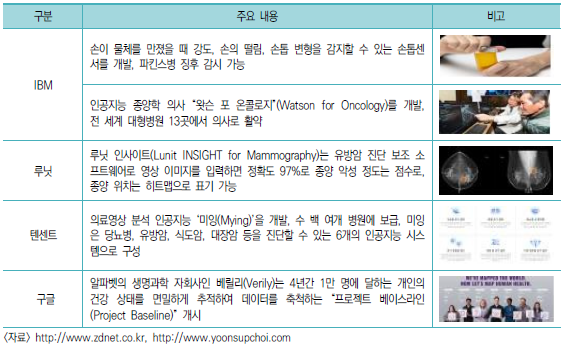 구분 주요 내용 비고
IBM
손이 물체를 만졌을 때 강도, 손의 떨림, 손톱 변형을 감지할 수 있는 손톱센
서를 개발, 파킨스병 징후 감시 가능
인공지능 종양학 의사 “왓슨 포 온콜로지”(Watson for Oncology)를 개발,
전 세계 대형병원 13곳에서 의사로 활약
루닛
루닛 인사이트(Lunit INSIGHT for Mammography)는 유방암 진단 보조 소
프트웨어로 영상 이미지를 입력하면 정확도 97%로 종양 악성 정도는 점수로,
종양 위치는 히트맵으로 표기 가능
텐센트
의료영상 분석 인공지능 ‘미잉(Mying)’을 개발, 수 백 여개 병원에 보급, 미잉
은 당뇨병, 유방암, 식도암, 대장암 등을 진단할 수 있는 6개의 인공지능 시스
템으로 구성
구글
알파벳의 생명과학 자회사인 베릴리(Verily)는 4년간 1만 명에 달하는 개인의
건강 상태를 면밀하게 추적하여 데이터를 축척하는 “프로젝트 베이스라인
(Project Baseline)” 개시
WE'VE MAPPED THE WORLD.
NOW LET'S MAP HUMAN HEALTH.
<자료> http://www.zdnet.co.kr, http://www.yoonsupchoi.com